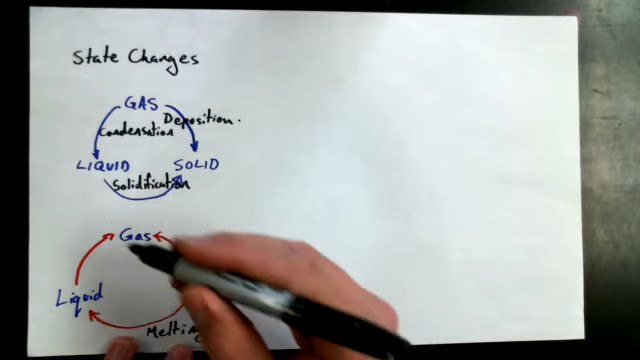 State Changes
GAS
Deposition.
Condensation
LIQUID SOLID
Solidification
Gas
Liquid
Melting